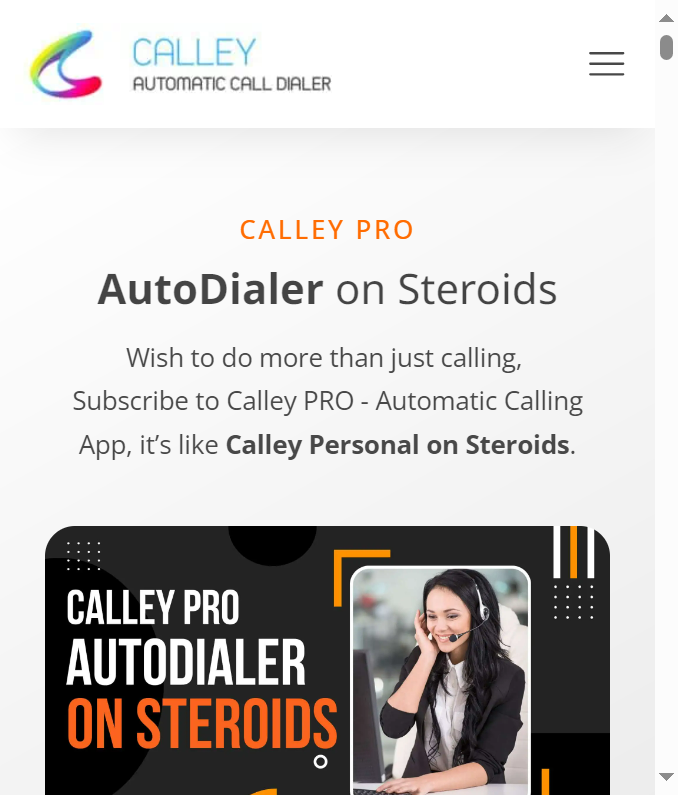 CALLEY
AUTOMATIC CALL DIALER
CALLEY PRO
AutoDialer on Steroids
Wish to do more than just calling,
Subscribe to Calley PRO - Automatic Calling
App, it’s like Calley Personal on Steroids.
CALLEY PRO
AUTODIALER
ON STEROIDS